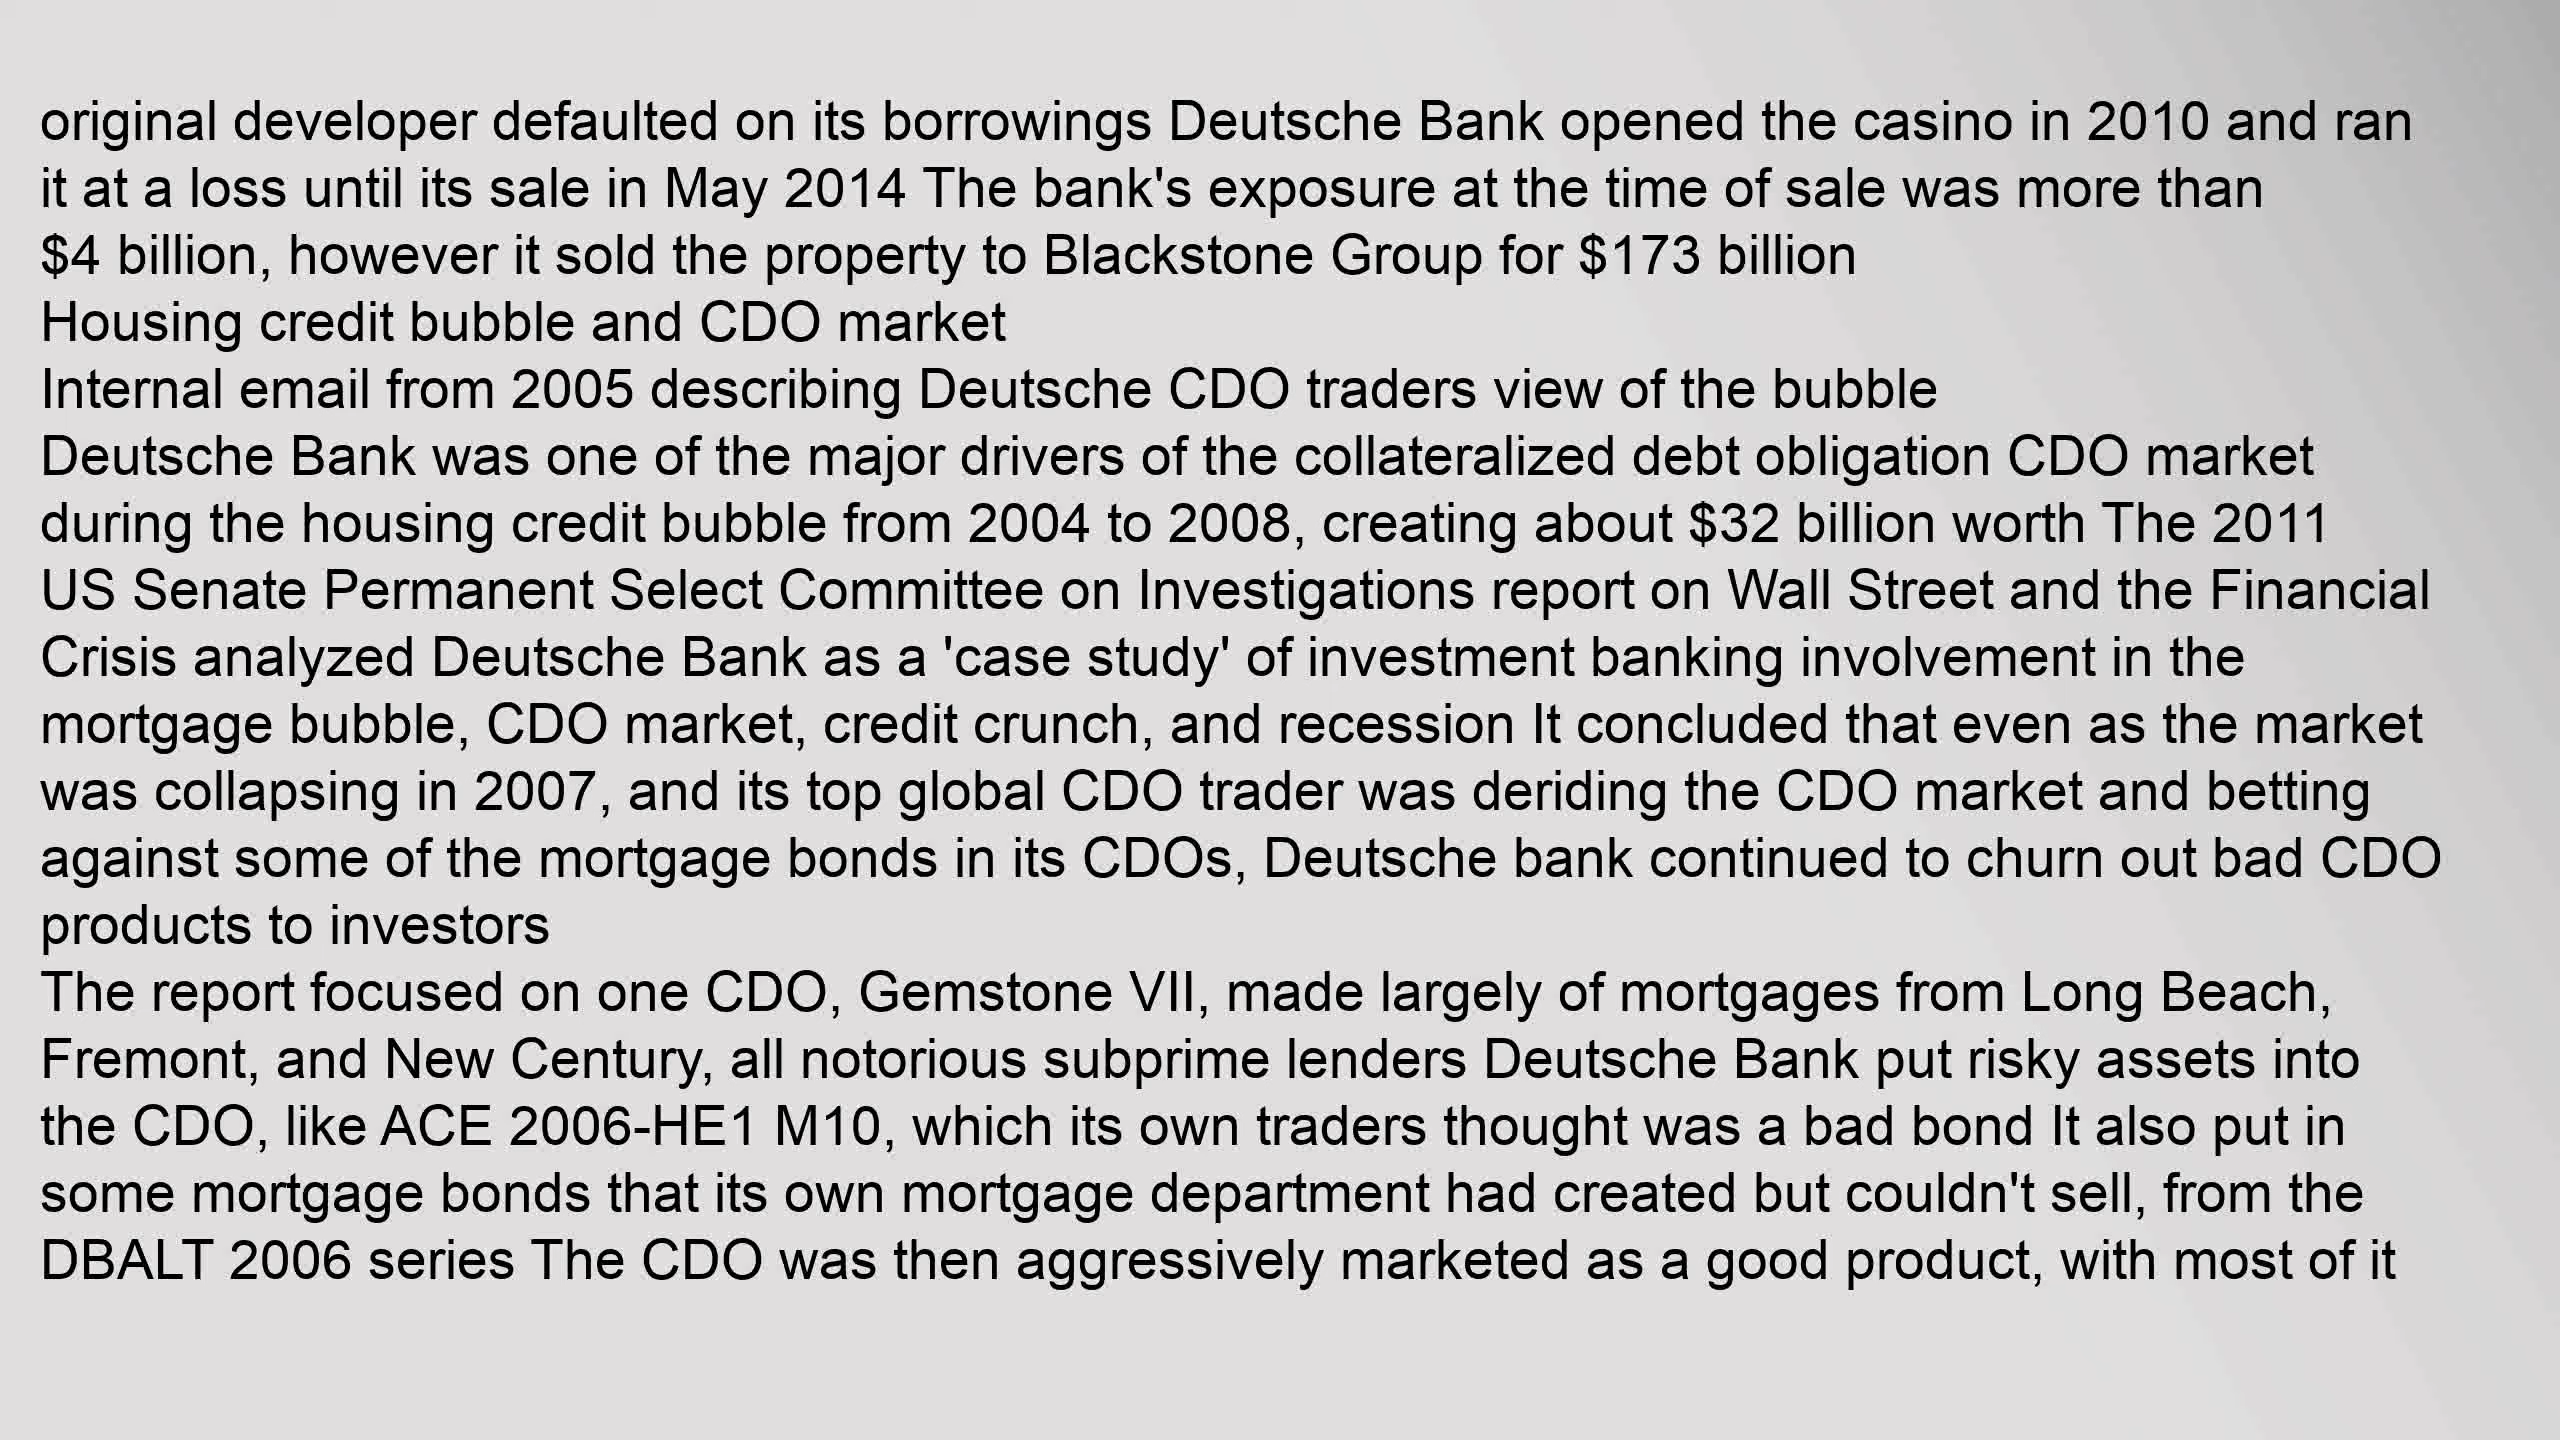 original developer defaulted on its borrowings Deutsche Bank opened the casino in 2010 and ran
it at a loss until its sale in May 2014 The bank's exposure at the time of sale was more than
$4 billion, however it sold the property to Blackstone Group for $173 billion
Housing credit bubble and CDO market
Internal email from 2005 describing Deutsche CDO traders view of the bubble
Deutsche Bank was one of the major drivers of the collateralized debt obligation CDO market
during the housing credit bubble from 2004 to 2008, creating about $32 billion worth The 2011
US Senate Permanent Select Committee on Investigations report on Wall Street and the Financial
Crisis analyzed Deutsche Bank as a 'case study' of investment banking involvement in the
mortgage bubble, CDO market, credit crunch, and recession It concluded that even as the market
was collapsing in 2007, and its top global CDO trader was deriding the CDO market and betting
against some of the mortgage bonds in its CDOs, Deutsche bank continued to churn out bad CDO
products to investors
The report focused on one CDO, Gemstone VII, made largely of mortgages from Long Beach,
Fremont, and New Century, all notorious subprime lenders Deutsche Bank put risky assets into
the CDO, like ACE 2006-HE1 M10, which its own traders thought was a bad bond It also put in
some mortgage bonds that its own mortgage department had created but couldn't sell, from the
DBALT 2006 series The CDO was then aggressively marketed as a good product, with most of it